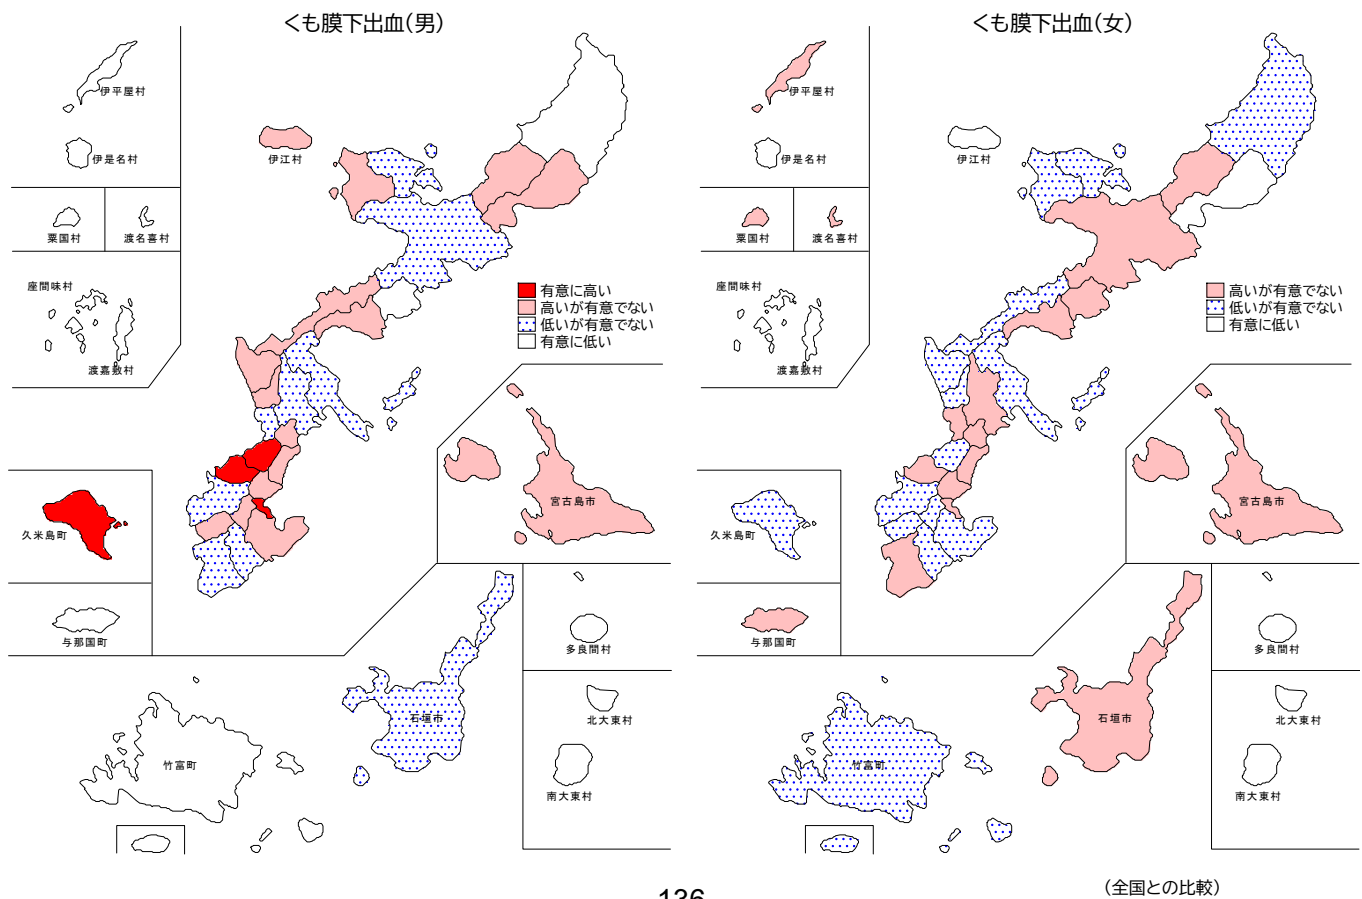 くも膜下出血(男)
伊平屋村
伊是名村
粟国村
渡名喜村
座間味村
渡嘉敷村
伊江村
有意に高い
高いが有意でない
低いが有意でない
有意に低い
久米島町
与那国町
宮古島市
石垣市
多良間村
竹富町
北大東村
南大東村
くも膜下出血(女)
伊平屋村
伊是名村
粟国村
渡名喜村
座間味村
渡嘉敷村
伊江村
高いが有意でない
低いが有意でない
有意に低い
久米島町
与那国町
宮古島市
石垣市
多良間村
竹富町
北大東村
南大東村
136
(全国との比較)